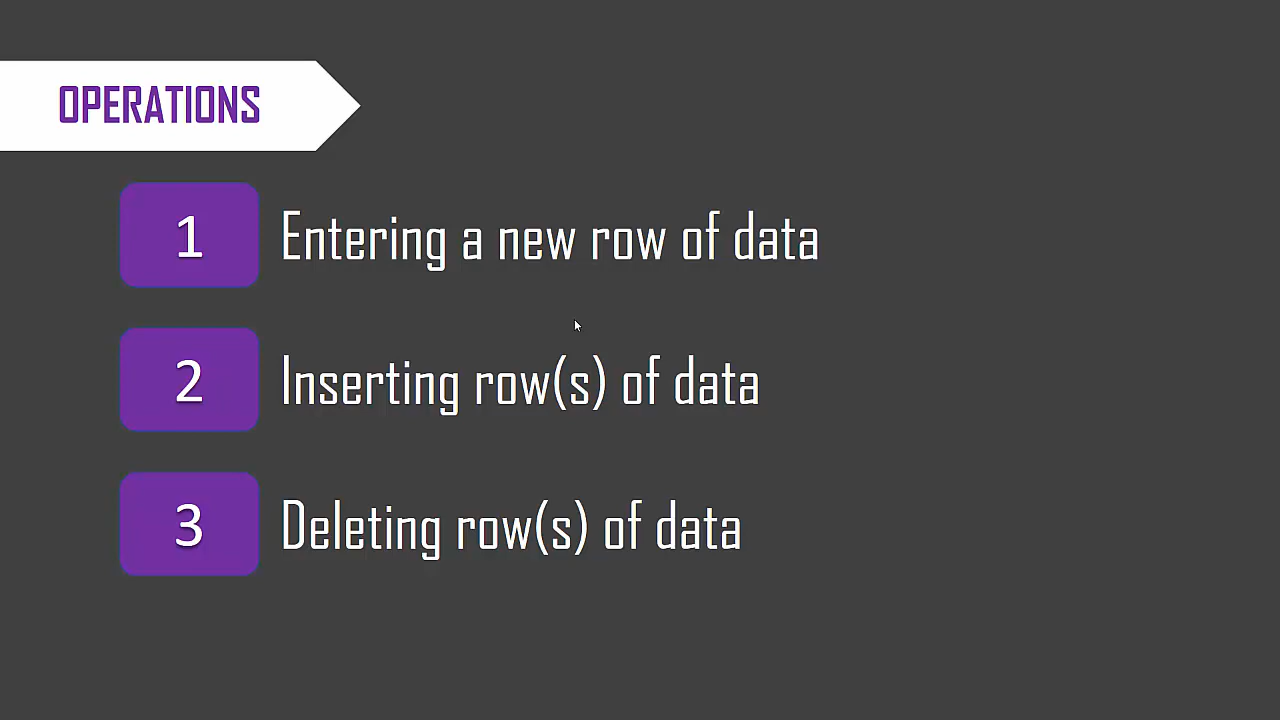 OPERATIONS
1 Entering a new row of data
2 Inserting row(s) of data
3 Deleting row(s) of data